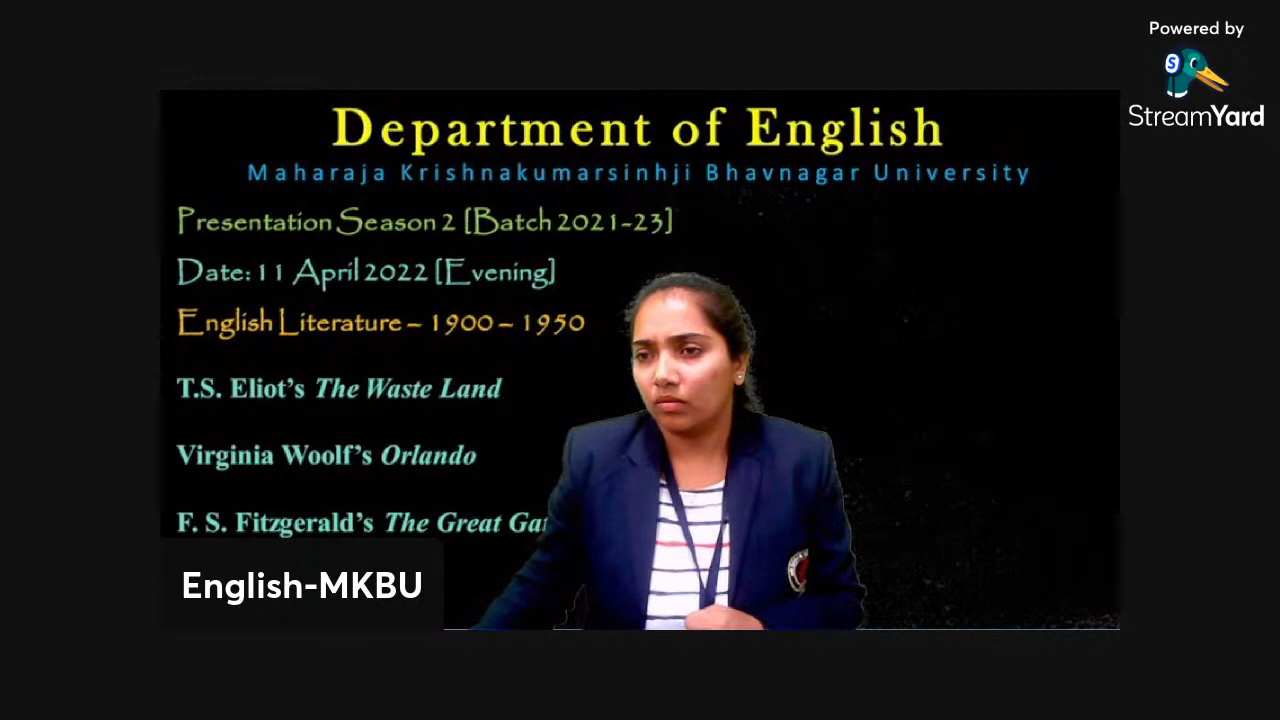 Powered by
StreamYard
Department of English
Maharaja Krishnakumarsinhji Bhavnagar University
Presentation Season 2 [Batch 2021-23]
Date: 11 April 2022 [Evening]
English Literature – 1900 – 1950
T.S. Eliot's The Waste Land
Virginia Woolf's Orlando
F. S. Fitzgerald's The Great
English-MKBU